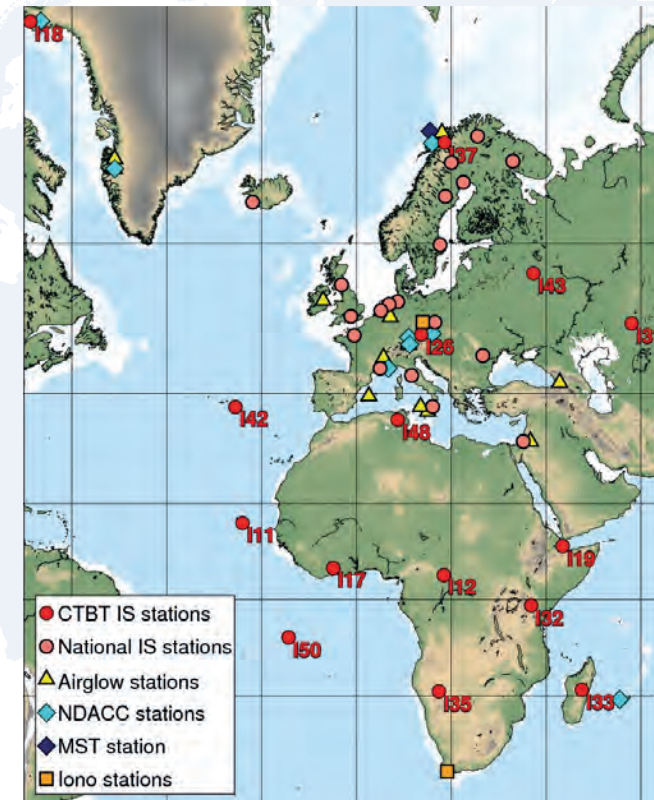 I18
I37
I43
I3
I26
I42
I48
I11
I19
I17
I12
I32
I50
I35
I33
CTBT IS stations
National IS stations
Airglow stations
NDACC stations
MST station
Iono stations